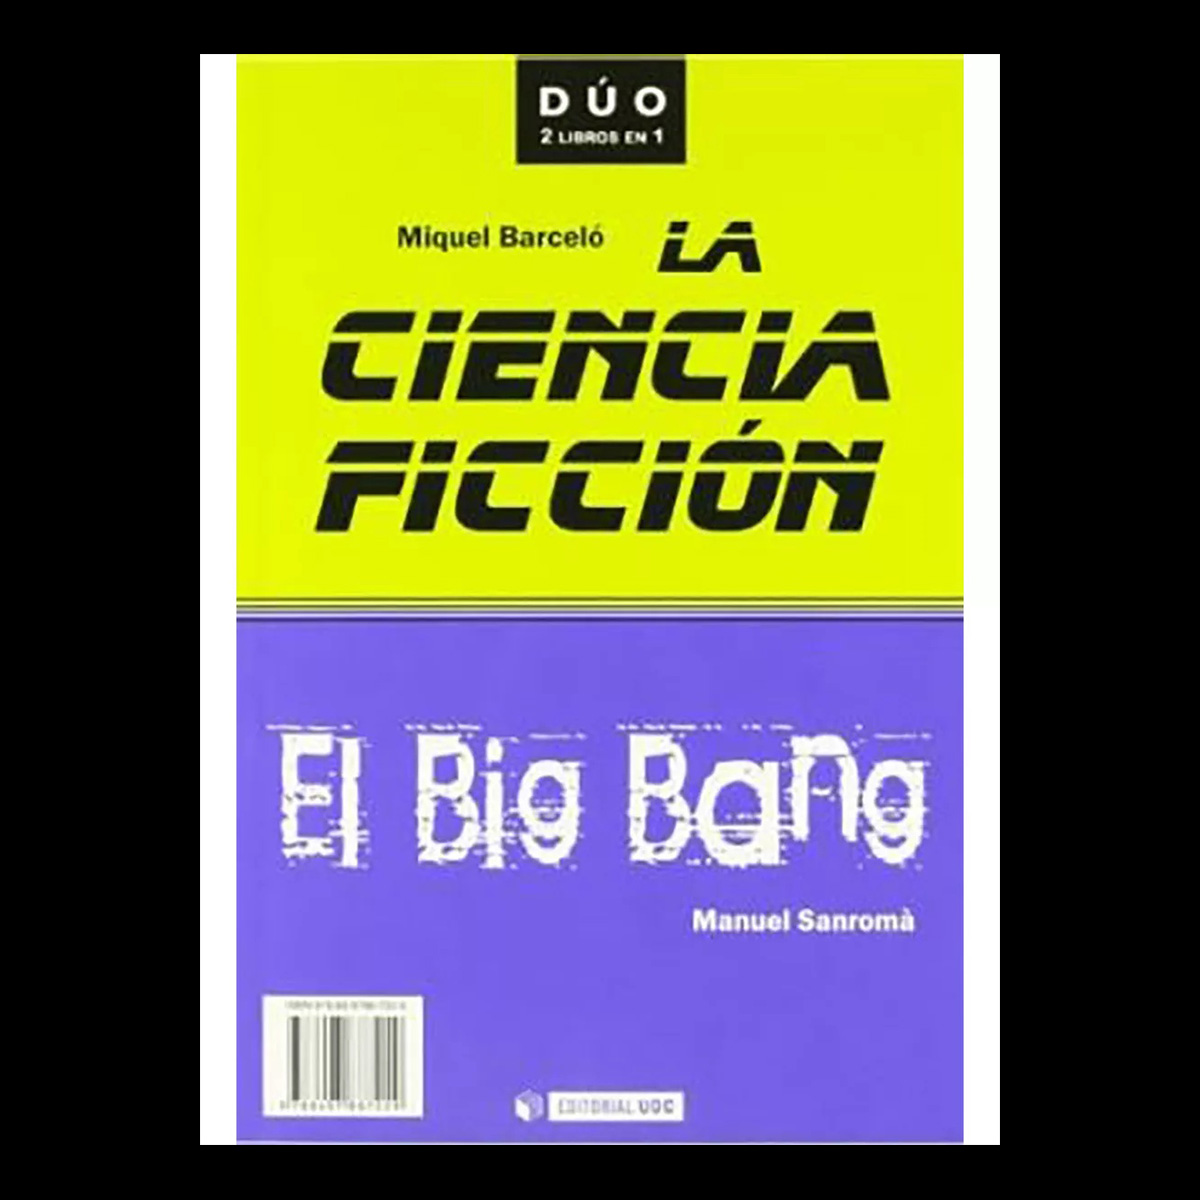 DÚO
2 LIBROS EN 1
Miquel Barceló
LA
CIENCIA
FICCIÓN
El Big Bang
Manuel Sanromà
EDITORIAL UOC